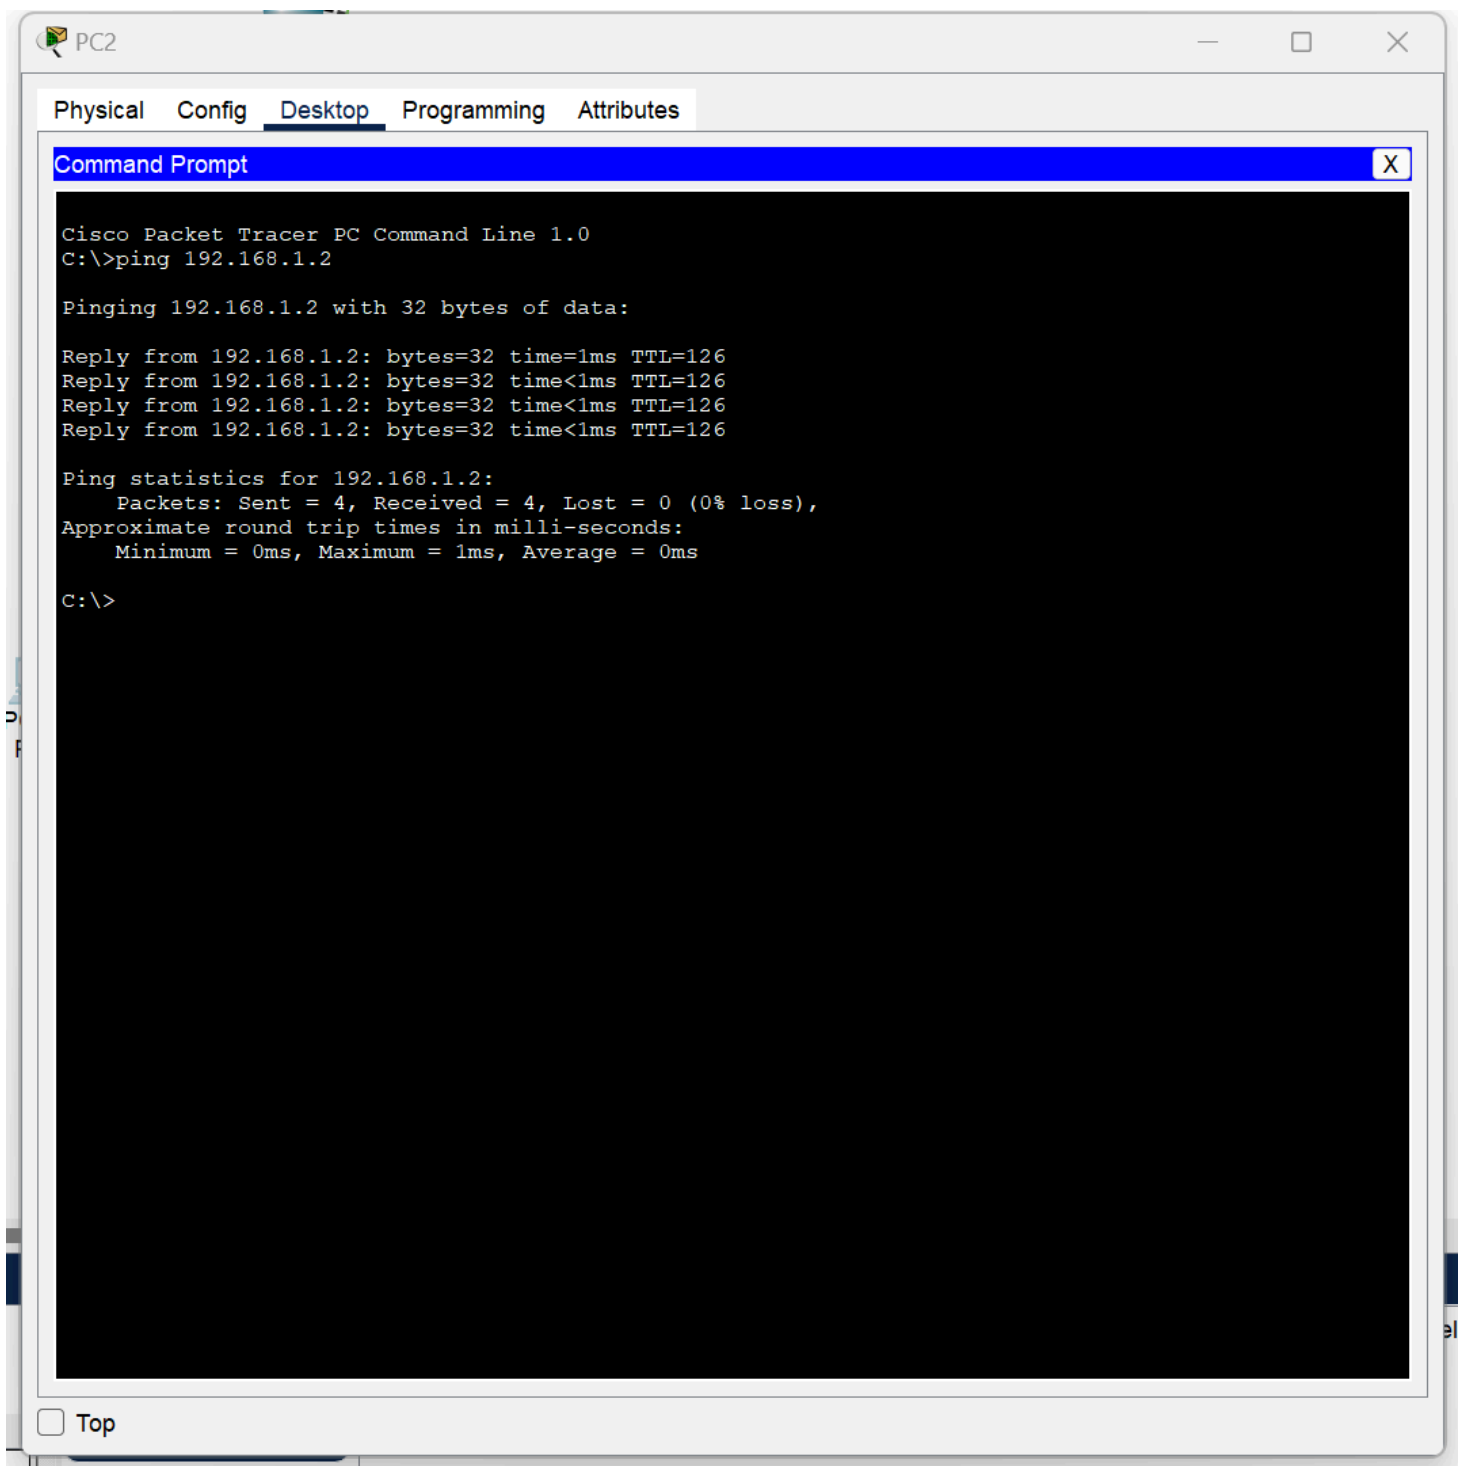 PC2
Physical Config Desktop Programming Attributes
Command Prompt
X
Cisco Packet Tracer PC Command Line 1.0
C:\>ping 192.168.1.2
Pinging 192.168.1.2 with 32 bytes of data:
Reply from 192.168.1.2: bytes=32 time=1ms TTL=126
Reply from 192.168.1.2: bytes=32 time<1ms TTL=126
Reply from 192.168.1.2: bytes=32 time<1ms TTL=126
Reply from 192.168.1.2: bytes=32 time<1ms TTL=126
Ping statistics for 192.168.1.2:
Packets: Sent = 4, Received = 4, Lost = 0 (0% loss),
Approximate round trip times in milli-seconds:
Minimum = 0ms, Maximum = 1ms, Average = 0ms
C:\>
Top